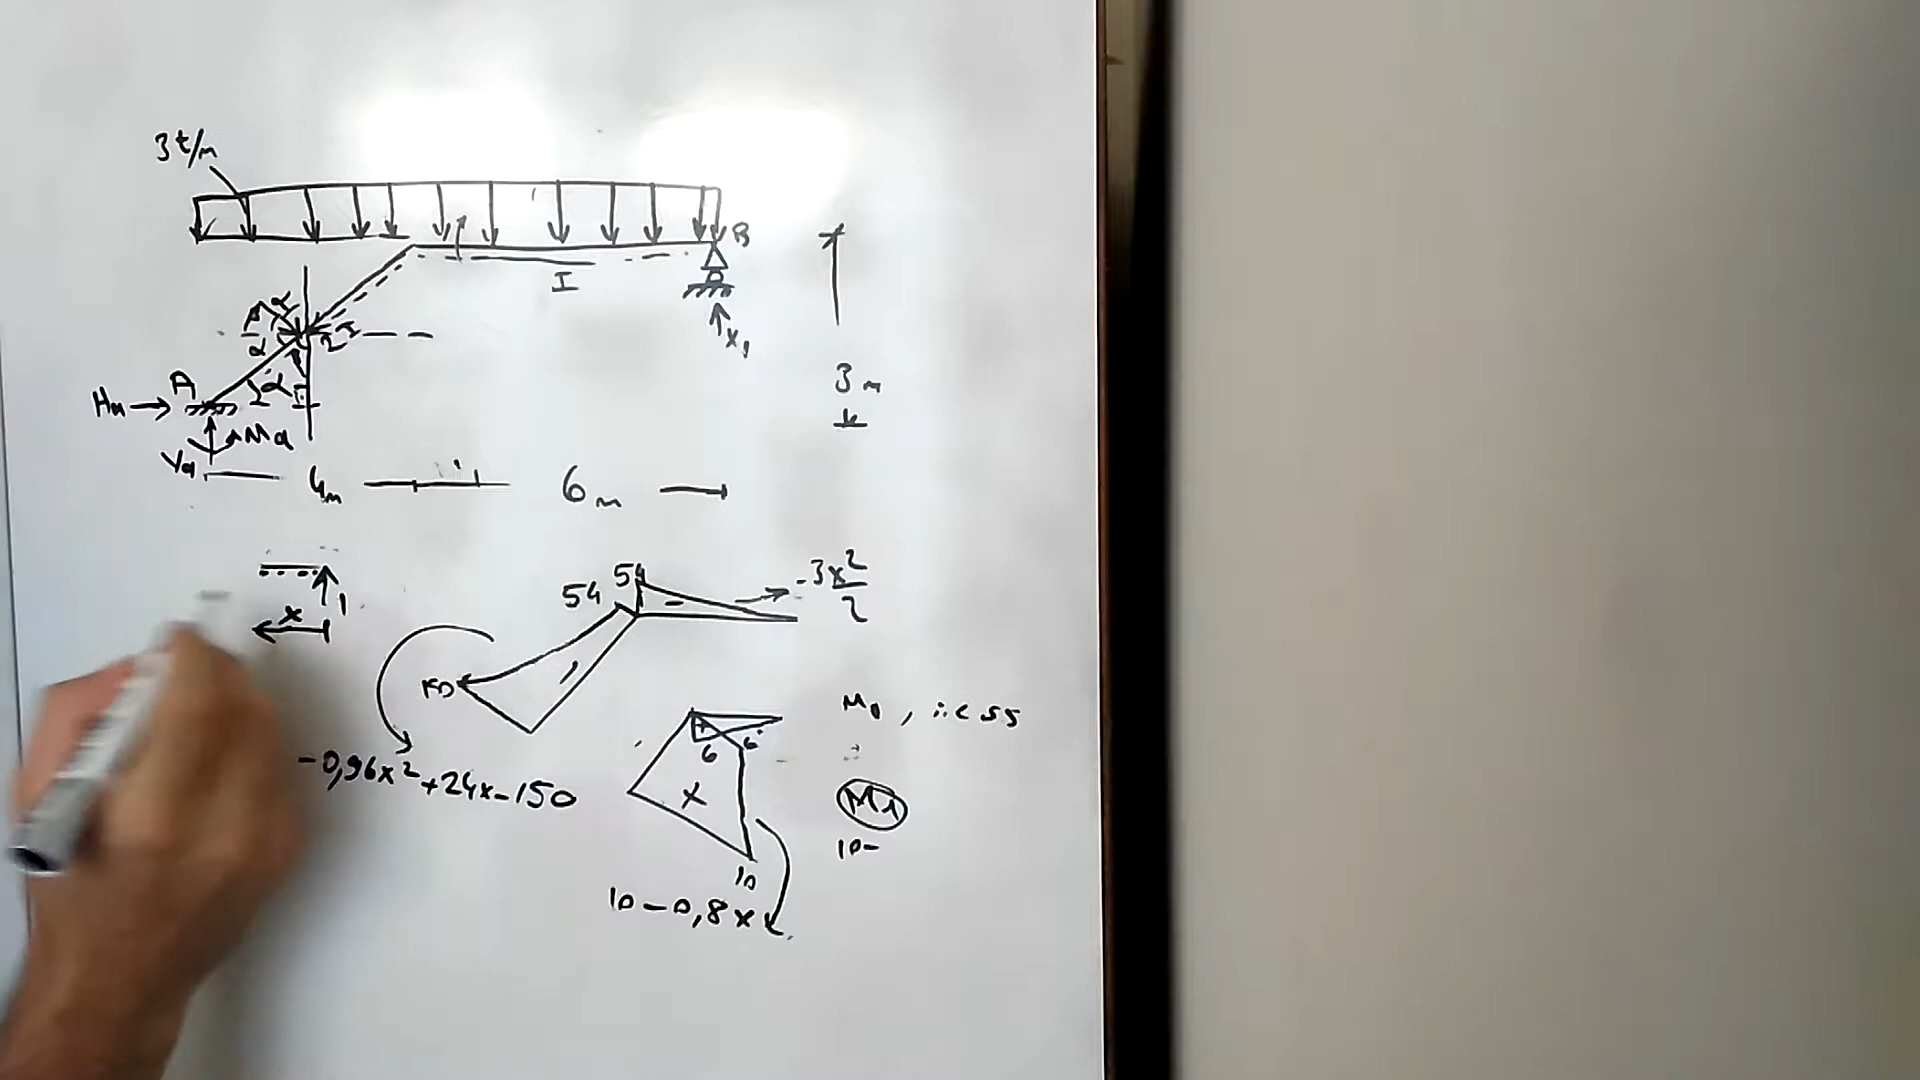 3 t/m
B
I
x₁
3 m
A
α
α
α
2I
Ha
Ma
Va
4m
6m
x
1
54
54
-3x²/2
150
-0,96x²+24x-150
6
6
+
10
10-0,8x
M₀, ::c 55
M1
10-